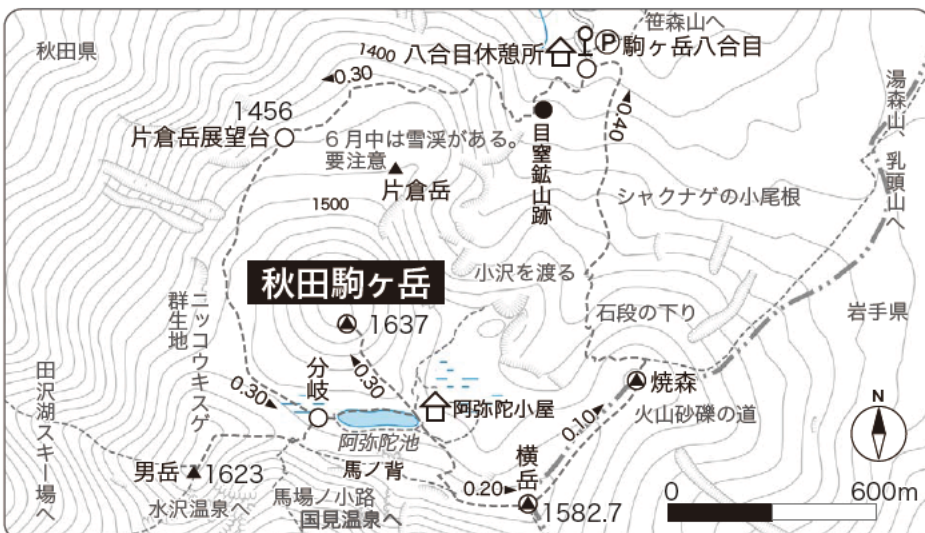 秋田県
1400
八合目休憩所
P
駒ヶ岳八合目
笹森山へ
0.30
0.40
1456
片倉岳展望台
6月中は雪渓がある。
要注意
片倉岳
目窒鉱山跡
湯森山、乳頭山へ
シャクナゲの小尾根
1500
秋田駒ヶ岳
1637
小沢を渡る
石段の下り
岩手県
ニッコウキスゲ
群生地
田沢湖スキー場へ
0.30
分岐
0.30
阿弥陀小屋
阿弥陀池
焼森
火山砂礫の道
0.10
N
男岳
1623
馬ノ背
横岳
0.20
水沢温泉へ
馬場ノ小路
国見温泉へ
1582.7
0
600m